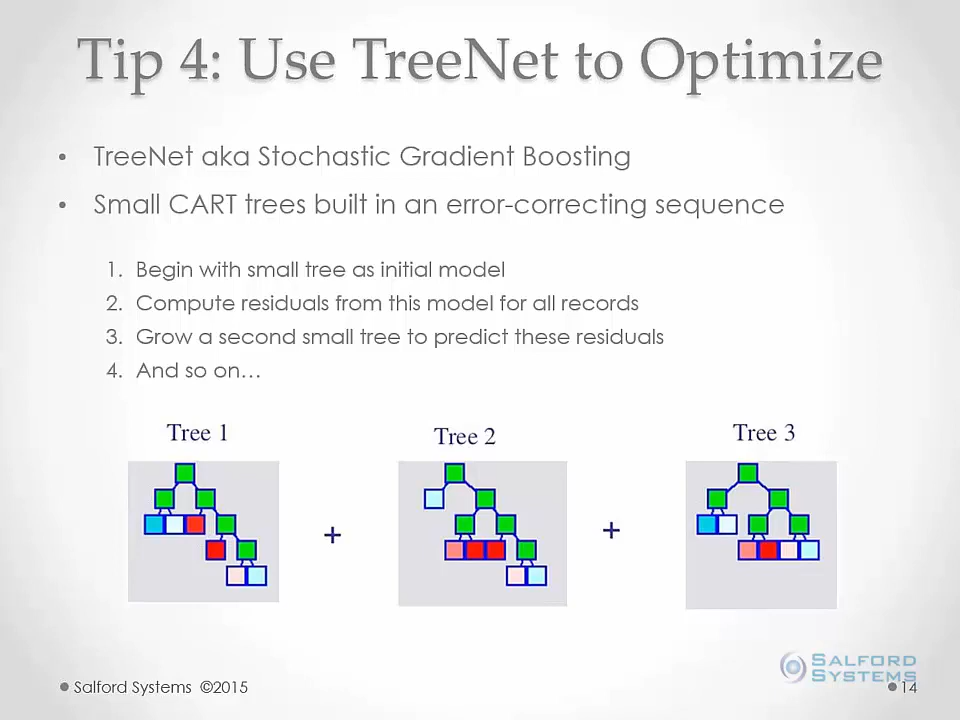 Tip 4: Use TreeNet to Optimize
• TreeNet aka Stochastic Gradient Boosting
• Small CART trees built in an error-correcting sequence
1. Begin with small tree as initial model
2. Compute residuals from this model for all records
3. Grow a second small tree to predict these residuals
4. And so on…
Tree 1
Tree 2
Tree 3
+
+
SALFORD
SYSTEMS
Salford Systems ©2015
14